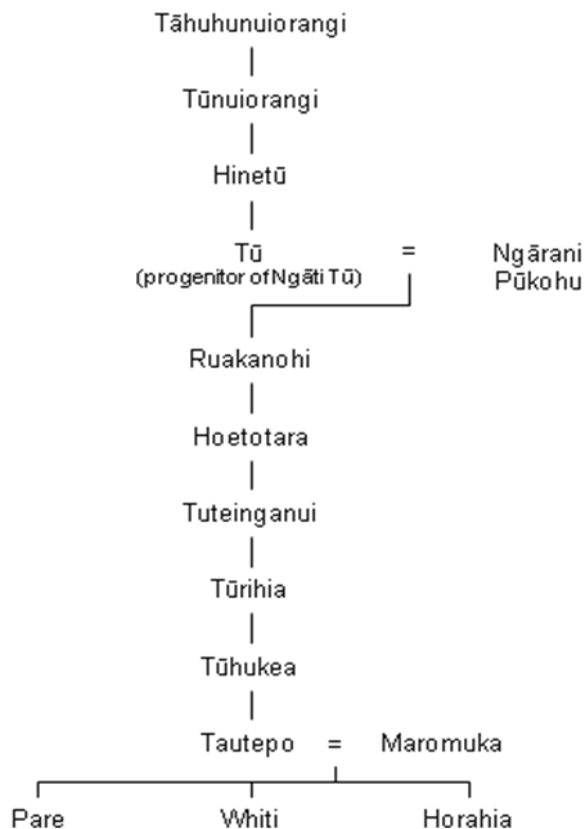 Tāhuhunuiorangi
Tūnuiorangi
Hinetū
Tū = Ngārani
(progenitor of Ngāti Tū) Pūkohu
Ruakanohi
Hoetotara
Tuteinganui
Tūrihia
Tūhukea
Tautepo = Maromuka
Pare Whiti Horahia